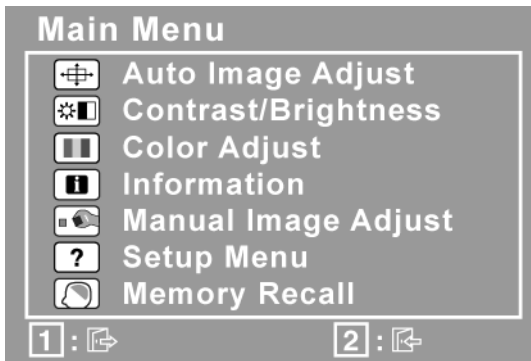 Main Menu
Auto Image Adjust
Contrast/Brightness
Color Adjust
i Information
Manual Image Adjust
? Setup Menu
Memory Recall
1 : 2 :